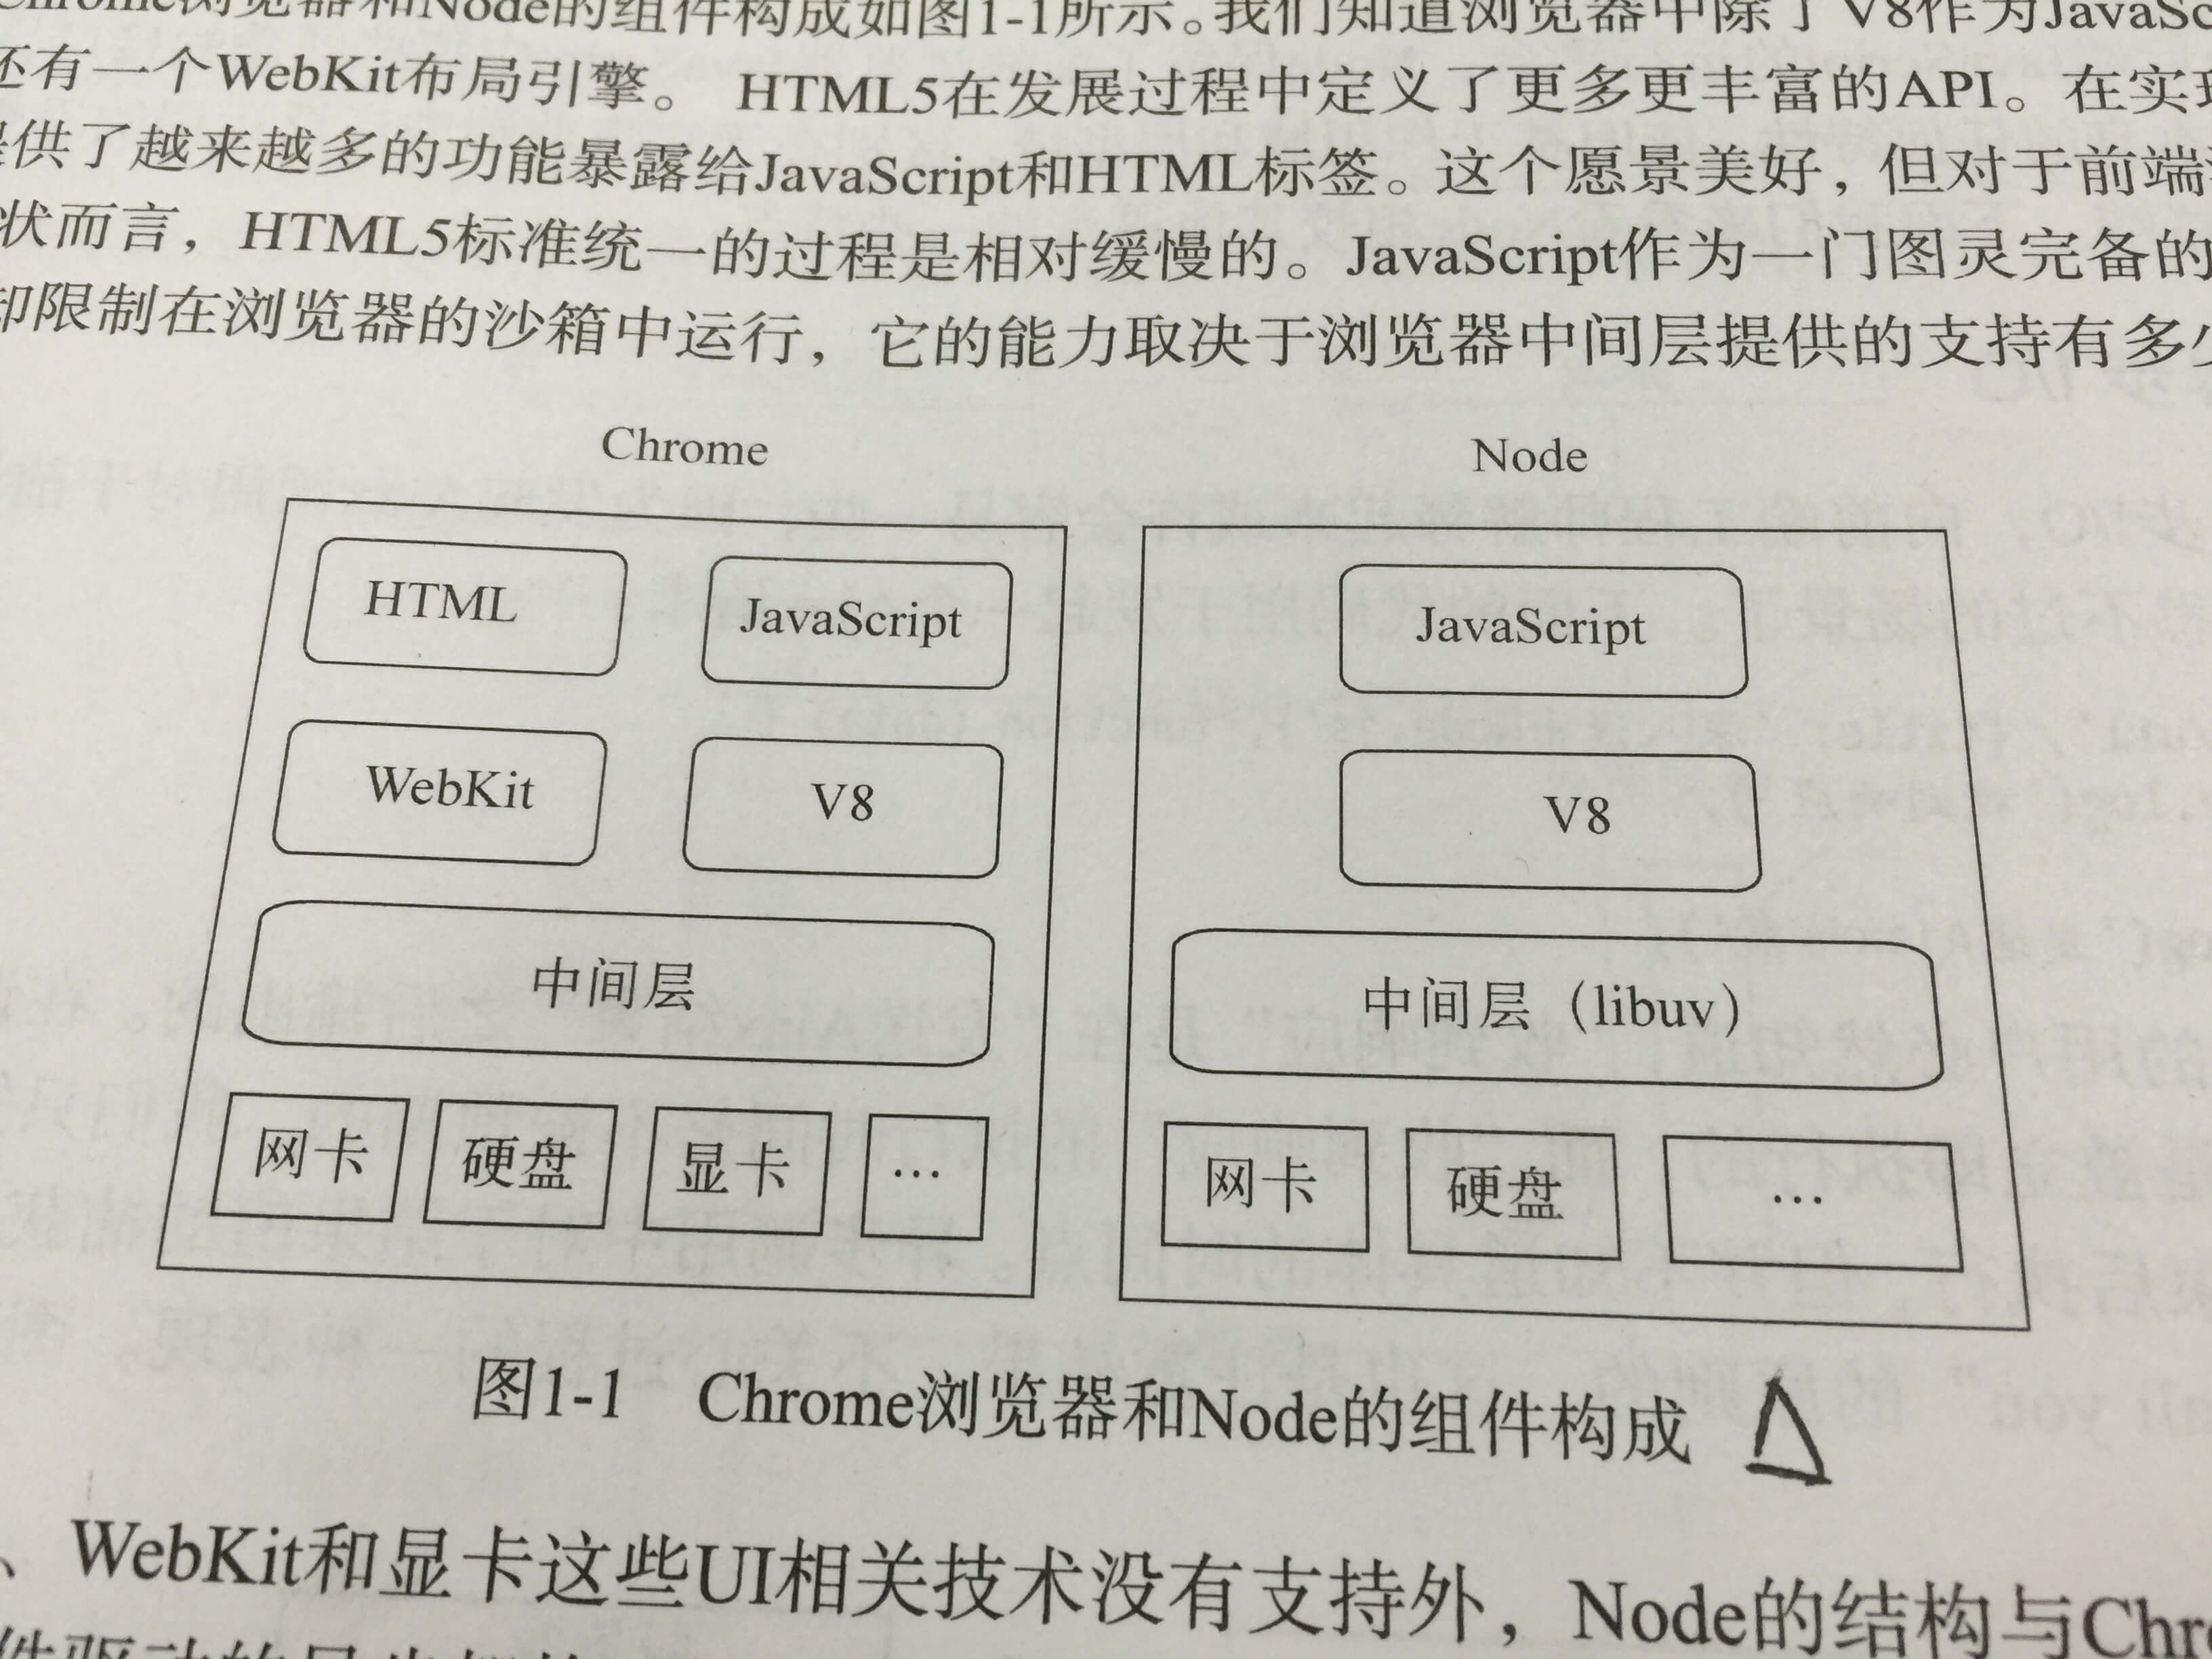 Chrome浏览器和Node的组件构成如图1-1所示。我们知道浏览器中除了V8作为JavaSc
还有一个WebKit布局引擎。 HTML5在发展过程中定义了更多更丰富的API。在实现
提供了越来越多的功能暴露给JavaScript和HTML标签。这个愿景美好，但对于前端
状而言，HTML5标准统一的过程是相对缓慢的。JavaScript作为一门图灵完备的
却限制在浏览器的沙箱中运行，它的能力取决于浏览器中间层提供的支持有多少
Chrome Node
HTML JavaScript JavaScript
WebKit V8 V8
中间层 中间层（libuv）
网卡 硬盘 显卡 … 网卡 硬盘 …
图1-1 Chrome浏览器和Node的组件构成
、WebKit和显卡这些UI相关技术没有支持外，Node的结构与Chro